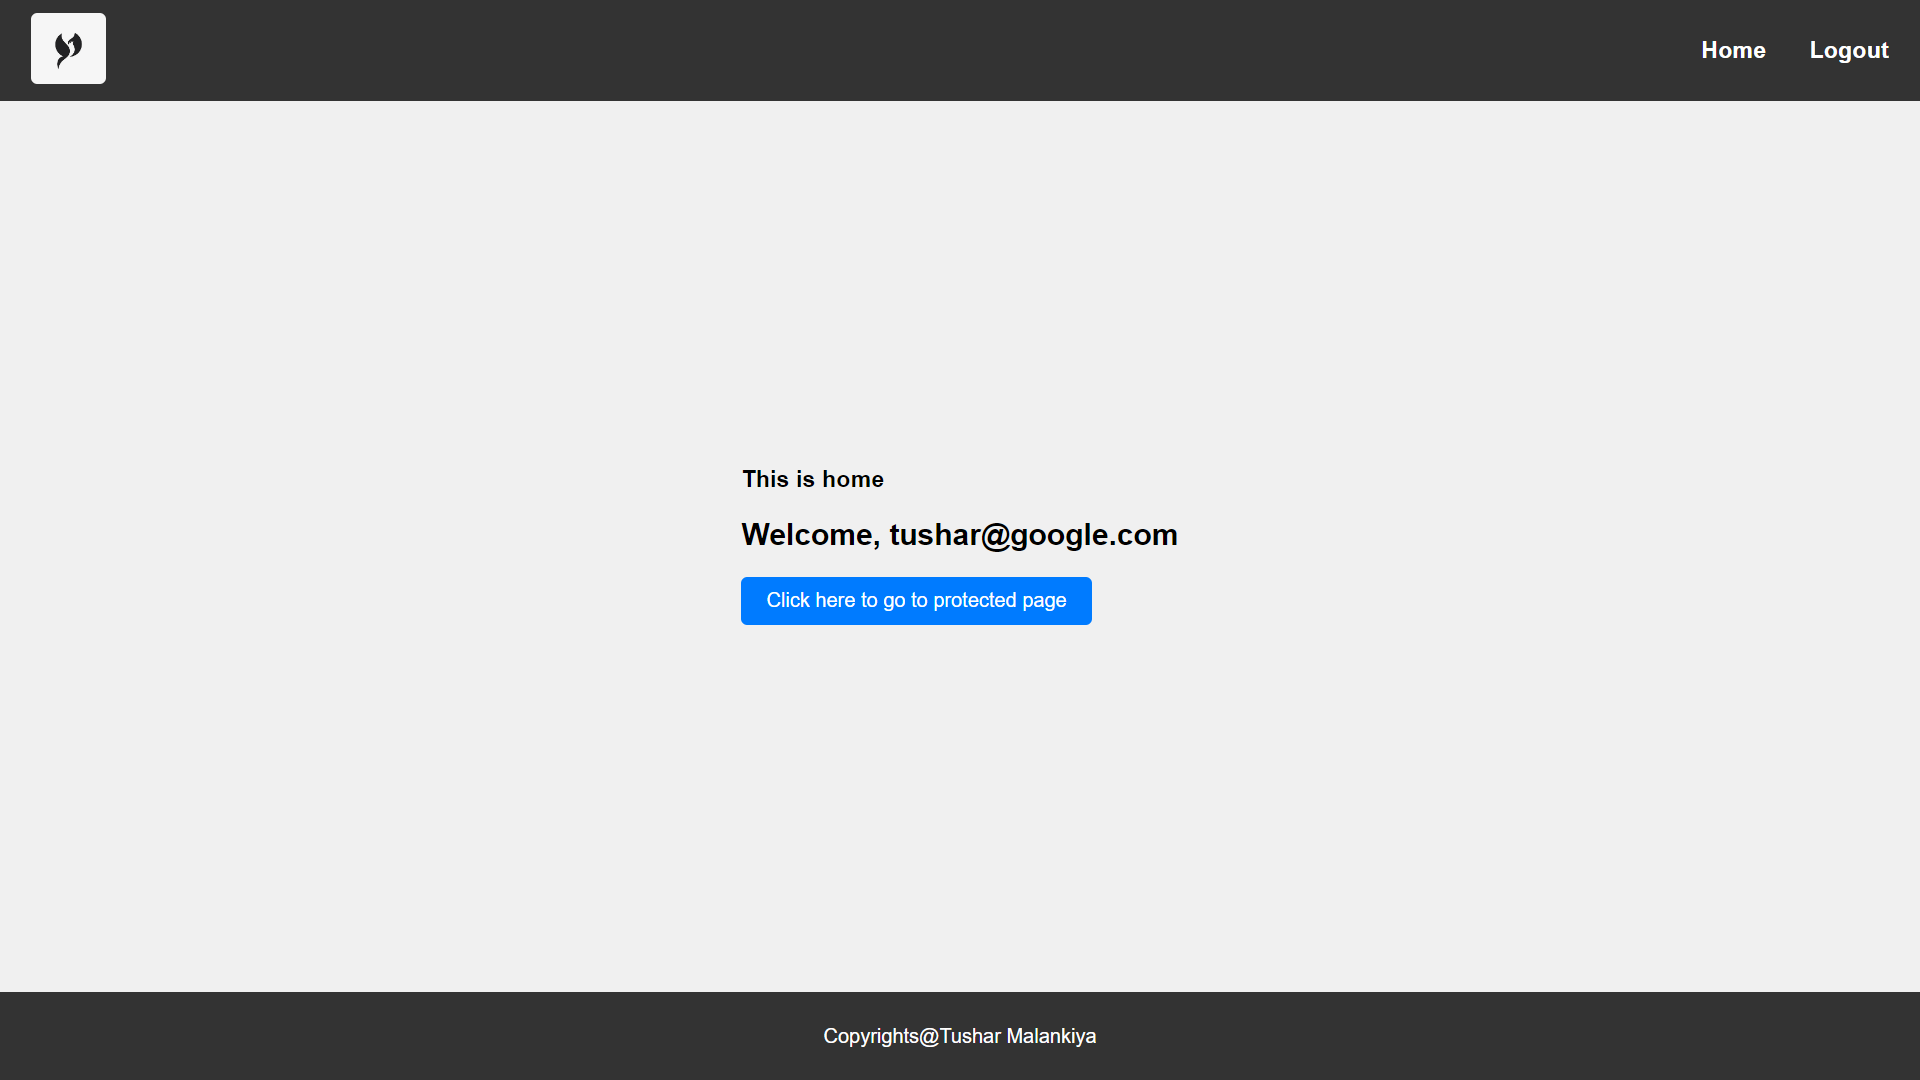 Home Logout
This is home
Welcome, tushar@google.com
Click here to go to protected page
Copyrights@Tushar Malankiya